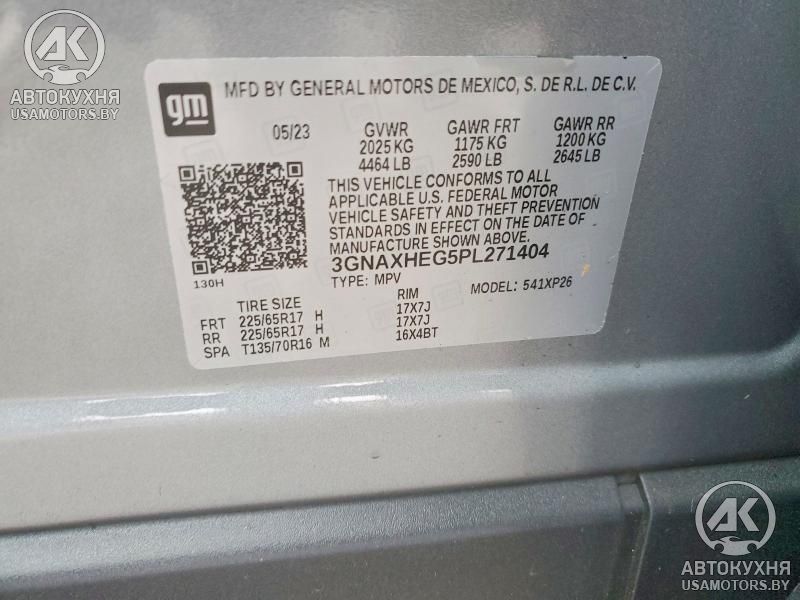 AK
АВТОКУХНЯ
USAMOTORS.BY
gm
MFD BY GENERAL MOTORS DE MEXICO, S. DE R.L. DE C.V.
05/23 GVWR GAWR FRT GAWR RR
2025 KG 1175 KG 1200 KG
4464 LB 2590 LB 2645 LB
THIS VEHICLE CONFORMS TO ALL
APPLICABLE U.S. FEDERAL MOTOR
VEHICLE SAFETY AND THEFT PREVENTION
STANDARDS IN EFFECT ON THE DATE OF
MANUFACTURE SHOWN ABOVE.
130H
3GNAXHEG5PL271404
TYPE: MPV MODEL: 541XP26
TIRE SIZE RIM
FRT 225/65R17 H 17X7J
RR 225/65R17 H 17X7J
SPA T135/70R16 M 16X4BT
AK
АВТОКУХНЯ
USAMOTORS.BY